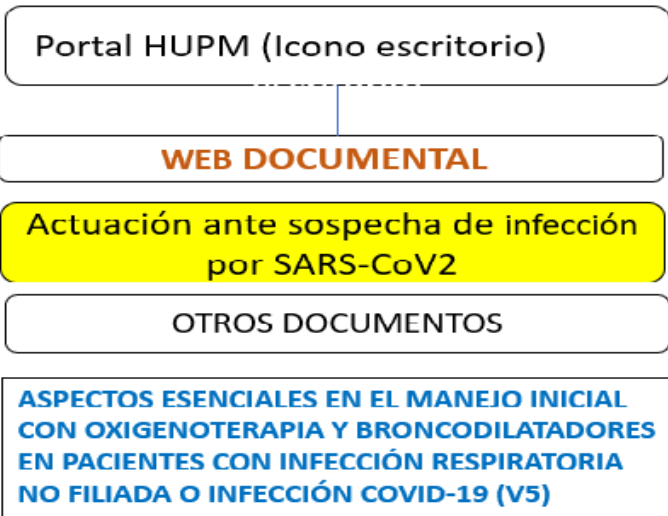 Portal HUPM (Icono escritorio)
WEB DOCUMENTAL
Actuación ante sospecha de infección
por SARS-CoV2
OTROS DOCUMENTOS
ASPECTOS ESENCIALES EN EL MANEJO INICIAL
CON OXIGENOTERAPIA Y BRONCODILATADORES
EN PACIENTES CON INFECCIÓN RESPIRATORIA
NO FILIADA O INFECCIÓN COVID-19 (V5)